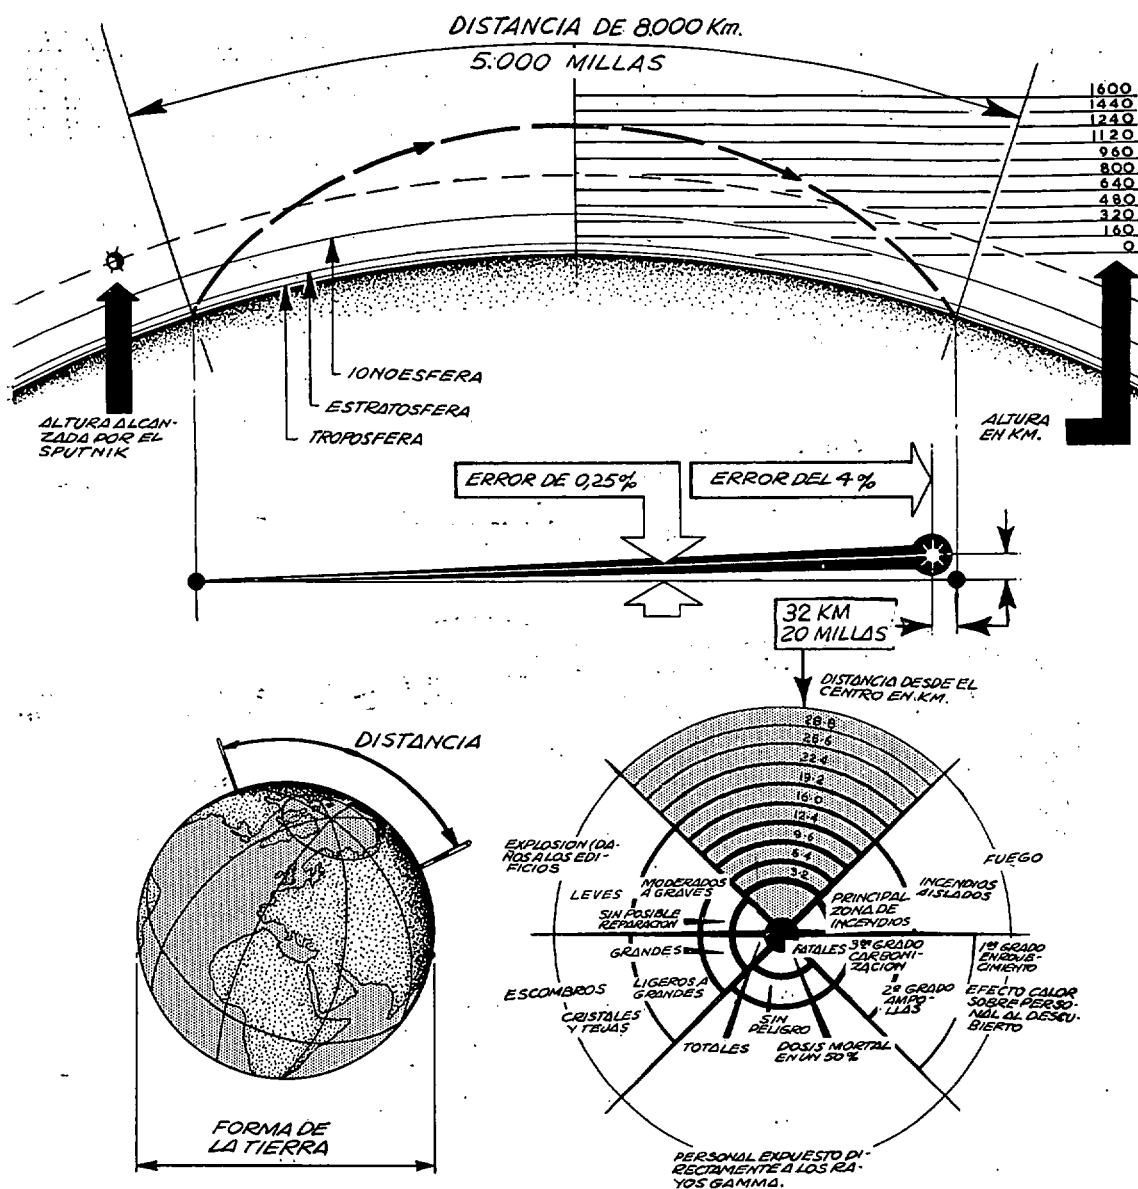 DISTANCIA DE 8.000 Km.
5.000 MILLAS
1600
1440
1240
1120
960
800
640
480
320
160
0
IONOESFERA
ESTRATOSFERA
TROPOSFERA
ALTURA ALCAN-
ZADA POR EL
SPUTNIK
ALTURA
EN KM.
ERROR DE 0,25%
ERROR DEL 4%
32 KM
20 MILLAS
DISTANCIA DESDE EL
CENTRO EN KM.
DISTANCIA
28.8
25.6
22.4
19.2
16.0
12.4
9.6
6.4
3.2
EXPLOSION (DA-
ÑOS A LOS EDI-
FICIOS
LEVES
MODERADOS
A GRAVES
SIN POSIBLE
REPARACION
PRINCIPAL
ZONA DE
INCENDIOS
INCENDIOS
AISLADOS
FUEGO
GRANDES
LIGEROS A
GRANDES
ESCOMBROS
CRISTALES
Y TEJAS
FATALES
3er GRADO
CARBONI-
ZACION
2º GRADO
AMPO-
LLAS
1er GRADO
ENROJE-
CIMIENTO
EFECTO CALOR
SOBRE PERSO-
NAL AL DESCU-
BIERTO
TOTALES
SIN
PELIGRO
DOSIS MORTAL
EN UN 50%
PERSONAL EXPUESTO DI-
RECTAMENTE A LOS RA-
YOS GAMMA.
FORMA DE
LA TIERRA